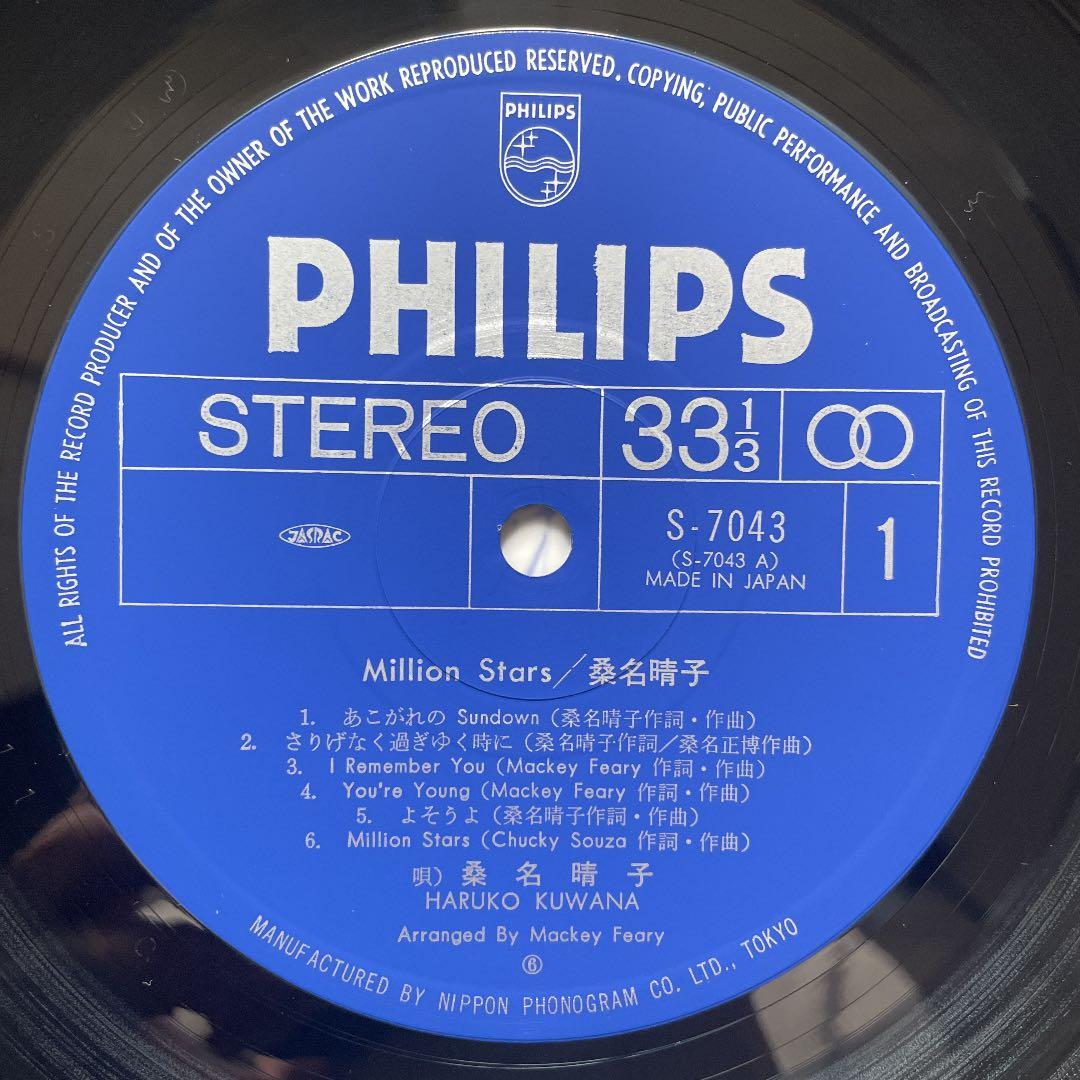 ALL RIGHTS OF THE RECORD PRODUCER AND OF THE OWNER OF THE WORK REPRODUCED RESERVED. COPYING, PUBLIC PERFORMANCE AND BROADCASTING OF THIS RECORD PROHIBITED
PHILIPS
PHILIPS
STEREO 33 1/3
JASRAC
S-7043
(S-7043 A)
MADE IN JAPAN
1
Million Stars／桑名晴子
1. あこがれの Sundown（桑名晴子作詞・作曲）
2. さりげなく過ぎゆく時に（桑名晴子作詞／桑名正博作曲）
3. I Remember You（Mackey Feary 作詞・作曲）
4. You're Young（Mackey Feary 作詞・作曲）
5. よそうよ（桑名晴子作詞・作曲）
6. Million Stars（Chucky Souza 作詞・作曲）
唄）桑名晴子
HARUKO KUWANA
Arranged By Mackey Feary
⑥
MANUFACTURED BY NIPPON PHONOGRAM CO. LTD., TOKYO